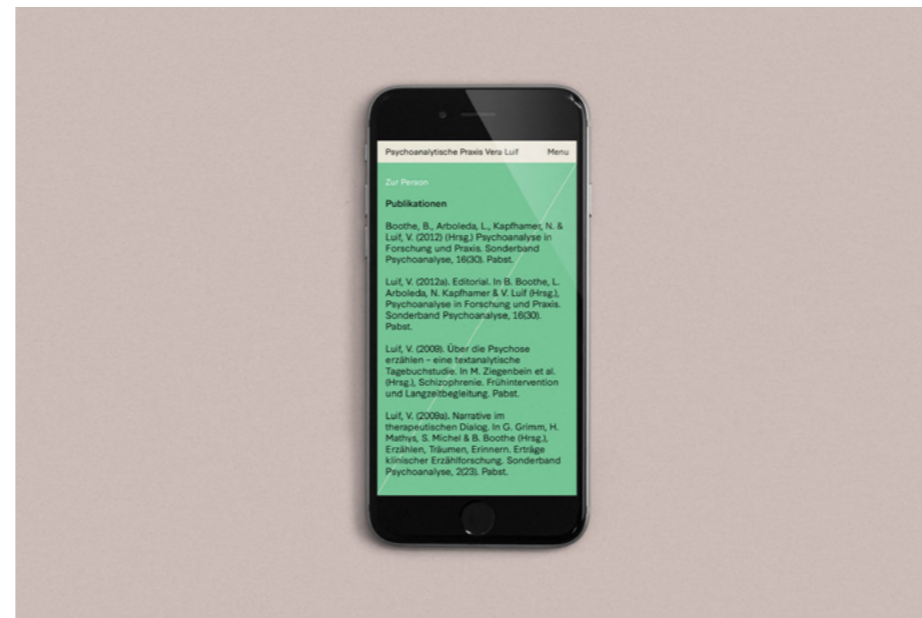 Psychoanalytische Praxis Vera Luif Menu
Zur Person
Publikationen
Boothe, B., Arboleda, L., Kapfhamer, N. &
Luif, V. (2012) (Hrsg.) Psychoanalyse in
Forschung und Praxis. Sonderband
Psychoanalyse, 16(30). Pabst.
Luif, V. (2012a). Editorial. In B. Boothe, L.
Arboleda, N. Kapfhamer & V. Luif (Hrsg.),
Psychoanalyse in Forschung und Praxis.
Sonderband Psychoanalyse, 16(30).
Pabst.
Luif, V. (2009). Über die Psychose
erzählen – eine textanalytische
Tagebuchstudie. In M. Ziegenbein et al.
(Hrsg.), Schizophrenie. Frühintervention
und Langzeitbegleitung. Pabst.
Luif, V. (2009a). Narrative im
therapeutischen Dialog. In G. Grimm, H.
Mathys, S. Michel & B. Boothe (Hrsg.),
Erzählen, Träumen, Erinnern. Erträge
klinischer Erzählforschung. Sonderband
Psychoanalyse, 2(23). Pabst.